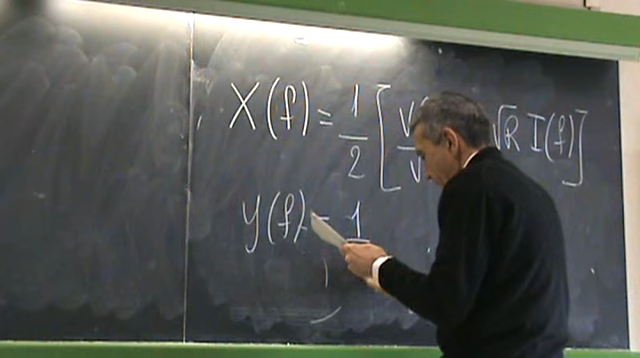 X(f) = 1/2 [ V √R I(f) ]
Y(f) = 1